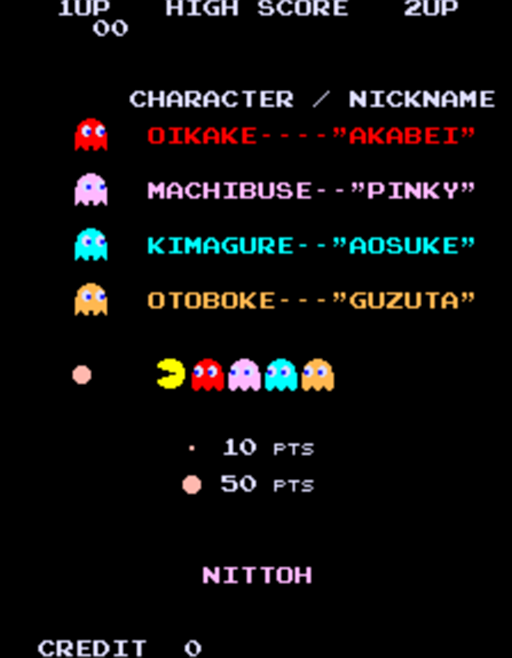 1UP HIGH SCORE 2UP
00
CHARACTER / NICKNAME
OIKAKE----"AKABEI"
MACHIBUSE--"PINKY"
KIMAGURE--"AOSUKE"
OTOBOKE---"GUZUTA"
10 PTS
50 PTS
NITTOH
CREDIT 0